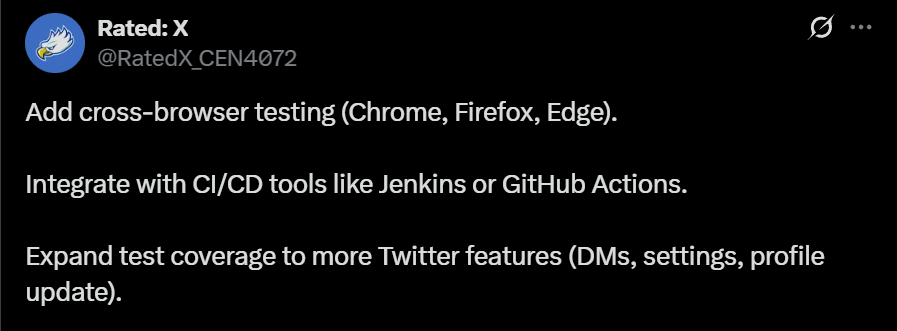 Rated: X
@RatedX_CEN4072
Add cross-browser testing (Chrome, Firefox, Edge).
Integrate with CI/CD tools like Jenkins or GitHub Actions.
Expand test coverage to more Twitter features (DMs, settings, profile
update).